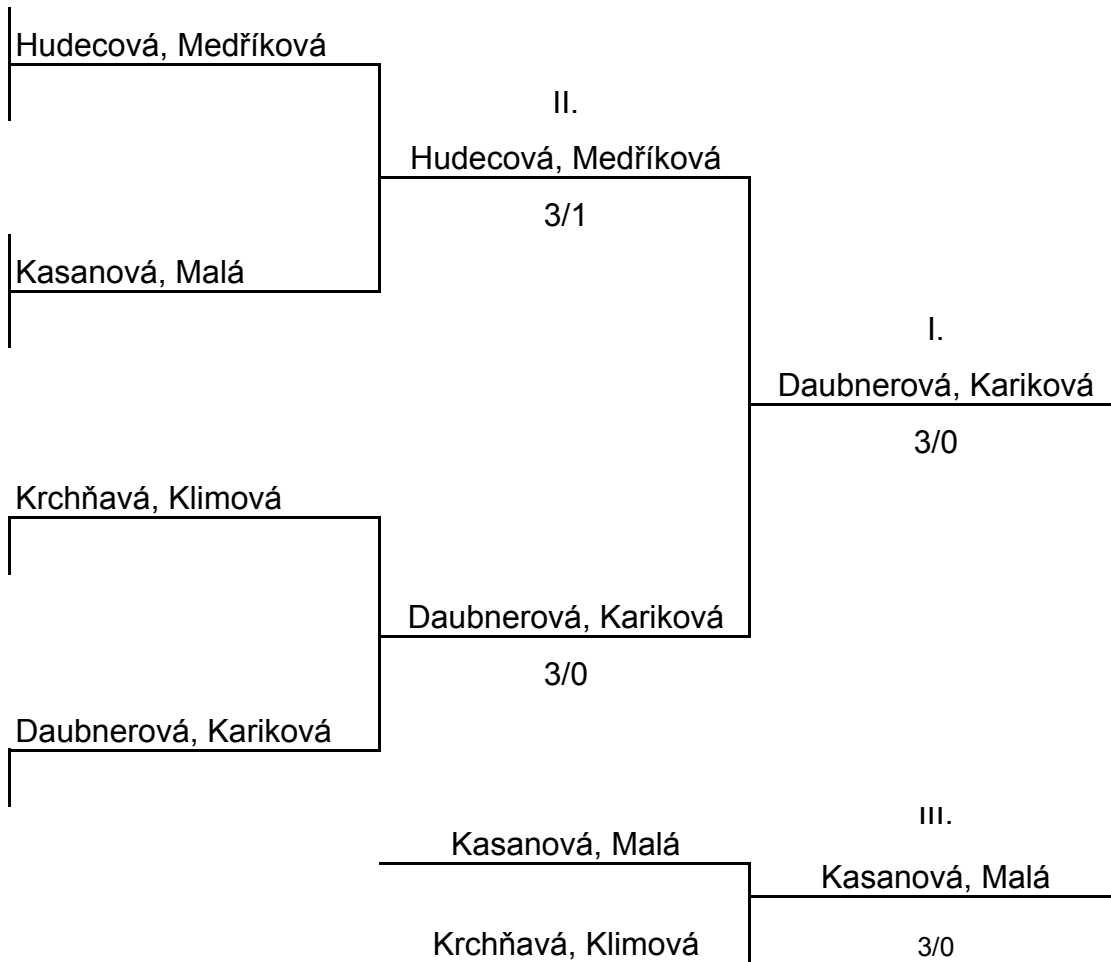 Hudecová, Medříková
II.
Hudecová, Medříková
3/1
Kasanová, Malá
I.
Daubnerová, Kariková
3/0
Krchňavá, Klimová
Daubnerová, Kariková
3/0
Daubnerová, Kariková
III.
Kasanová, Malá
Kasanová, Malá
Krchňavá, Klimová
3/0